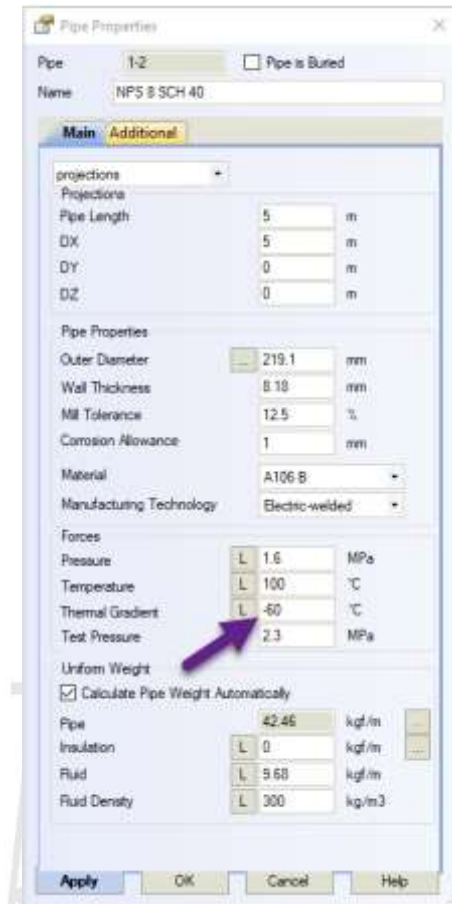 Pipe Properties
Pipe 1-2 Pipe is Buried
Name NPS 8 SCH 40
Main Additional
projections
Projections
Pipe Length 5 m
DX 5 m
DY 0 m
DZ 0 m
Pipe Properties
Outer Diameter ... 219.1 mm
Wall Thickness 8.18 mm
Mill Tolerance 12.5 %
Corrosion Allowance 1 mm
Material A106 B
Manufacturing Technology Electric-welded
Forces
Pressure L 1.6 MPa
Temperature L 100 °C
Thermal Gradient L -60 °C
Test Pressure 2.3 MPa
Uniform Weight
Calculate Pipe Weight Automatically
Pipe 42.46 kgf/m ...
Insulation L 0 kgf/m ...
Fluid L 9.68 kgf/m
Fluid Density L 300 kg/m3
Apply OK Cancel Help